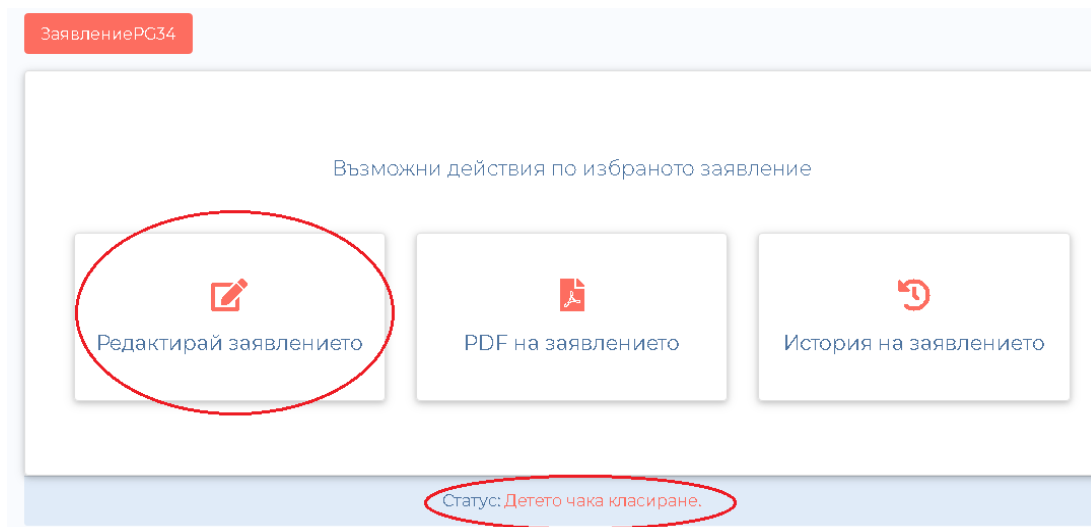 ЗаявлениеPG34
Възможни действия по избраното заявление
Редактирай заявлението
PDF на заявлението
История на заявлението
Статус: Детето чака класиране.